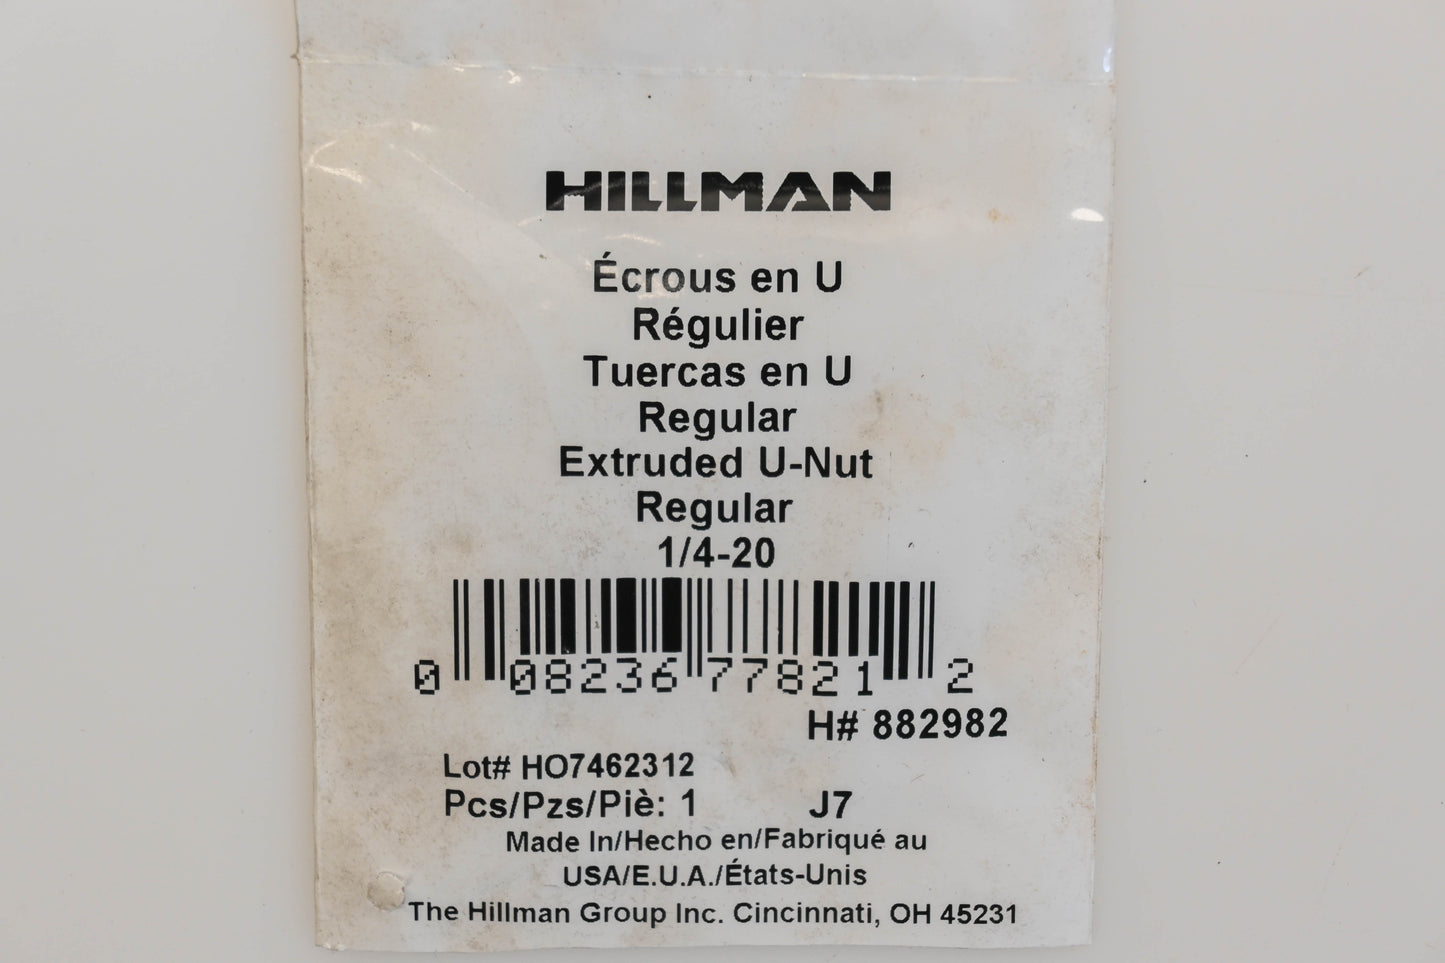 HILLMAN
Écrous en U
Régulier
Tuercas en U
Regular
Extruded U-Nut
Regular
1/4-20
0 08236 77821 2
H# 882982
Lot# HO7462312
Pcs/Pzs/Piè: 1 J7
Made In/Hecho en/Fabriqué au
USA/E.U.A./États-Unis
The Hillman Group Inc. Cincinnati, OH 45231